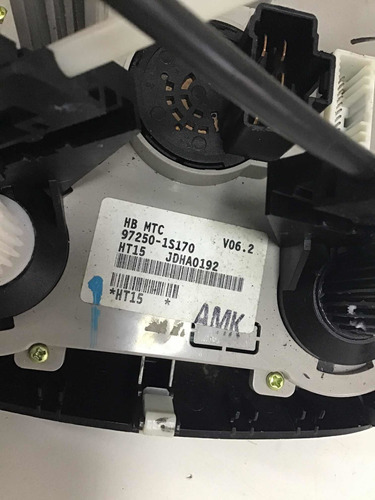 HB MTC
97250-1S170 V06.2
HT15 JDHA0192
*HT15 *
AMK